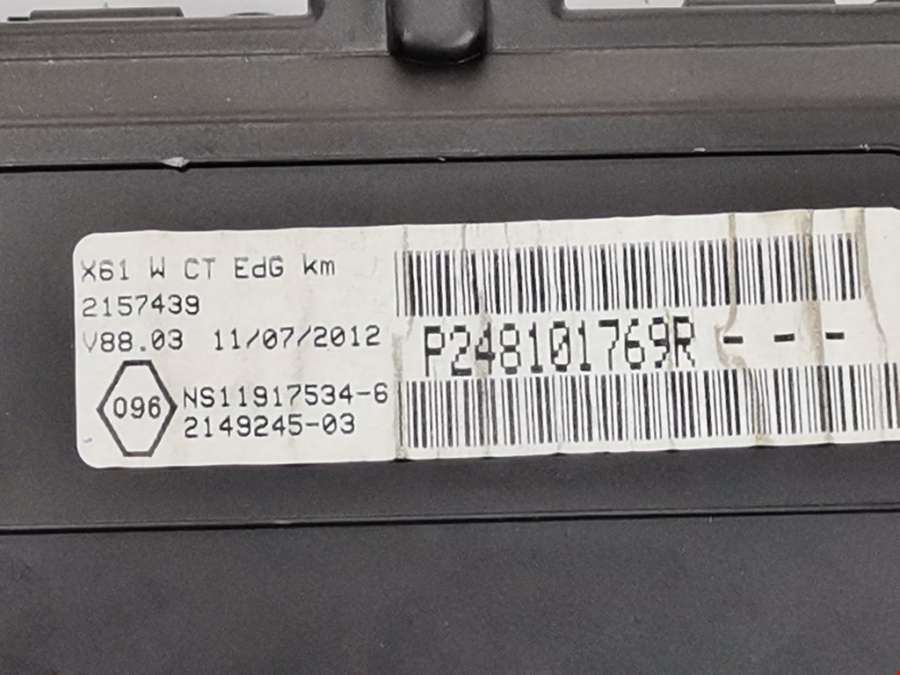 X61 W CT EdG km
2157439
V88.03 11/07/2012
P248101769R - - -
096
NS11917534-6
2149245-03